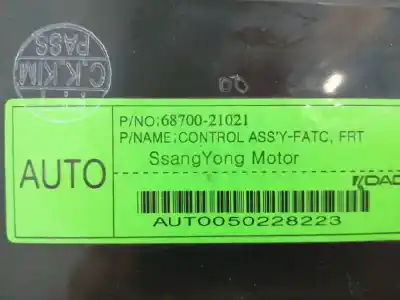 C.K.KIM
PASS
P/NO:68700-21021
P/NAME:CONTROL ASS'Y-FATC, FRT
AUTO
SsangYong Motor
DAC
AUT0050228223